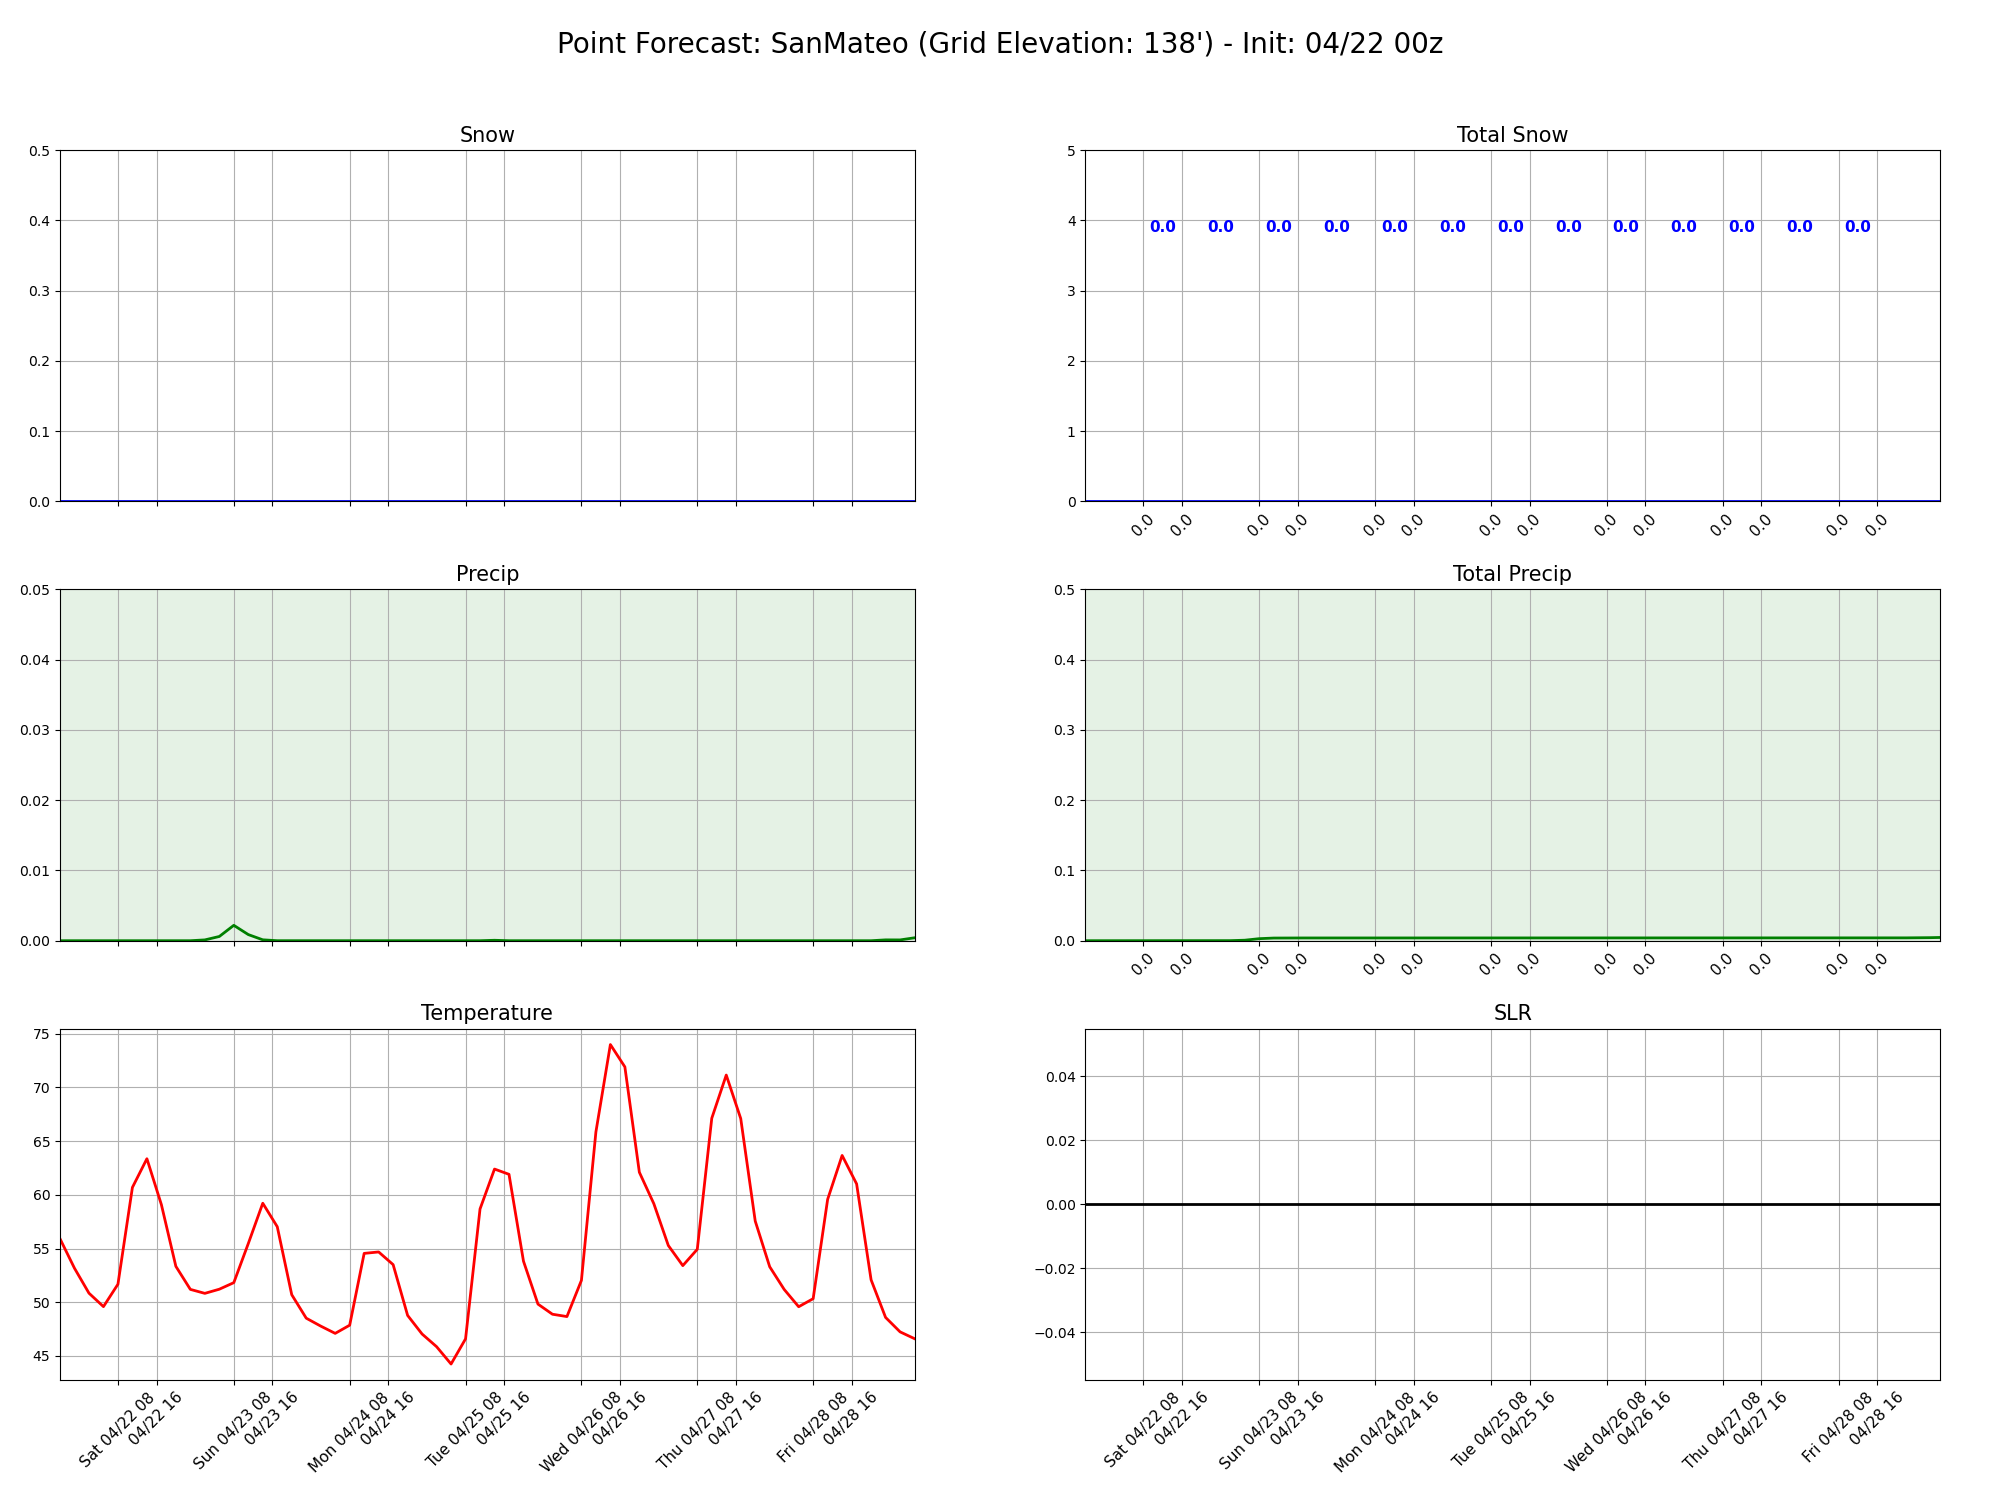 Point Forecast: SanMateo (Grid Elevation: 138') - Init: 04/22 00z
Snow
0.5
0.4
0.3
0.2
0.1
0.0
Total Snow
5
4
3
2
1
0
0.0 0.0 0.0 0.0 0.0 0.0 0.0 0.0 0.0 0.0 0.0 0.0 0.0
0.0 0.0 0.0 0.0 0.0 0.0 0.0 0.0 0.0 0.0 0.0 0.0 0.0 0.0
Precip
0.05
0.04
0.03
0.02
0.01
0.00
Total Precip
0.5
0.4
0.3
0.2
0.1
0.0
0.0 0.0 0.0 0.0 0.0 0.0 0.0 0.0 0.0 0.0 0.0 0.0 0.0 0.0
Temperature
75
70
65
60
55
50
45
Sat 04/22 08
04/22 16
Sun 04/23 08
04/23 16
Mon 04/24 08
04/24 16
Tue 04/25 08
04/25 16
Wed 04/26 08
04/26 16
Thu 04/27 08
04/27 16
Fri 04/28 08
04/28 16
SLR
0.04
0.02
0.00
−0.02
−0.04
Sat 04/22 08
04/22 16
Sun 04/23 08
04/23 16
Mon 04/24 08
04/24 16
Tue 04/25 08
04/25 16
Wed 04/26 08
04/26 16
Thu 04/27 08
04/27 16
Fri 04/28 08
04/28 16